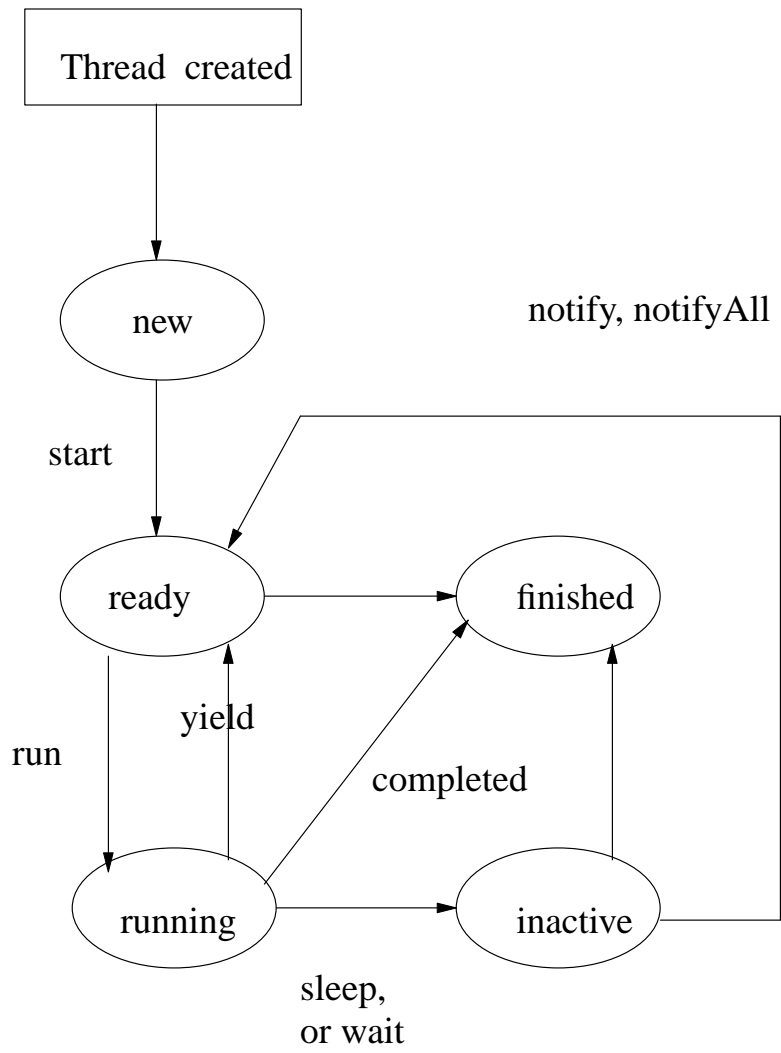 Thread created
new
notify, notifyAll
start
ready
finished
yield
run
completed
running
inactive
sleep,
or wait